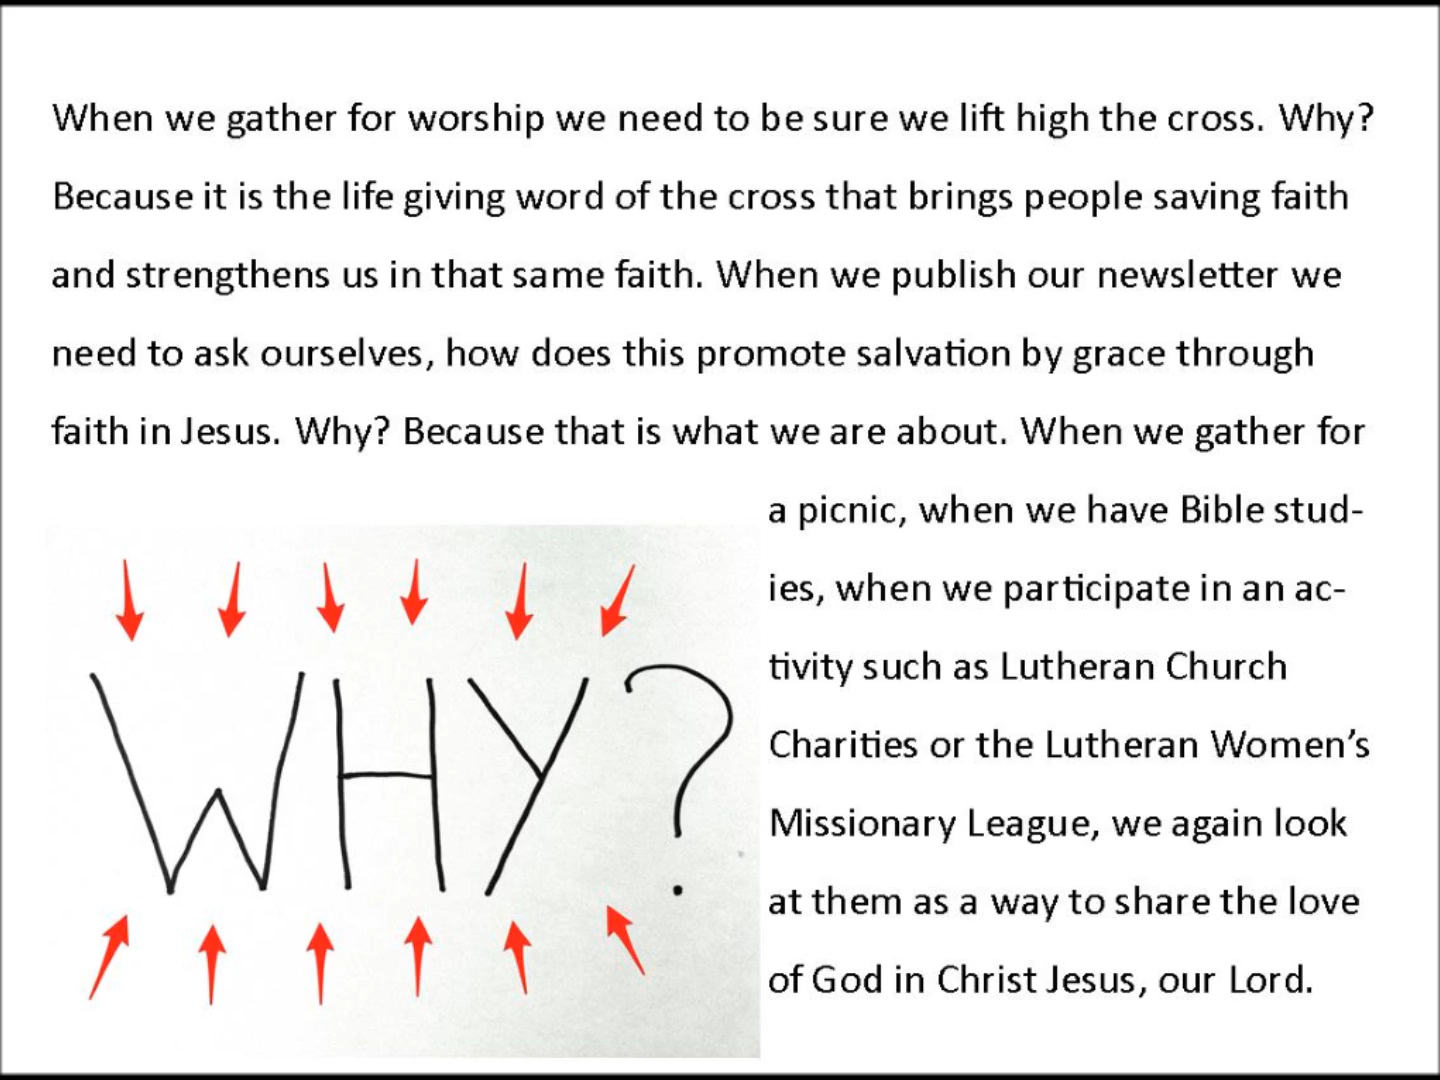 When we gather for worship we need to be sure we lift high the cross. Why?
Because it is the life giving word of the cross that brings people saving faith
and strengthens us in that same faith. When we publish our newsletter we
need to ask ourselves, how does this promote salvation by grace through
faith in Jesus. Why? Because that is what we are about. When we gather for
a picnic, when we have Bible stud-
ies, when we participate in an ac-
tivity such as Lutheran Church
Charities or the Lutheran Women’s
Missionary League, we again look
at them as a way to share the love
of God in Christ Jesus, our Lord.
WHY?